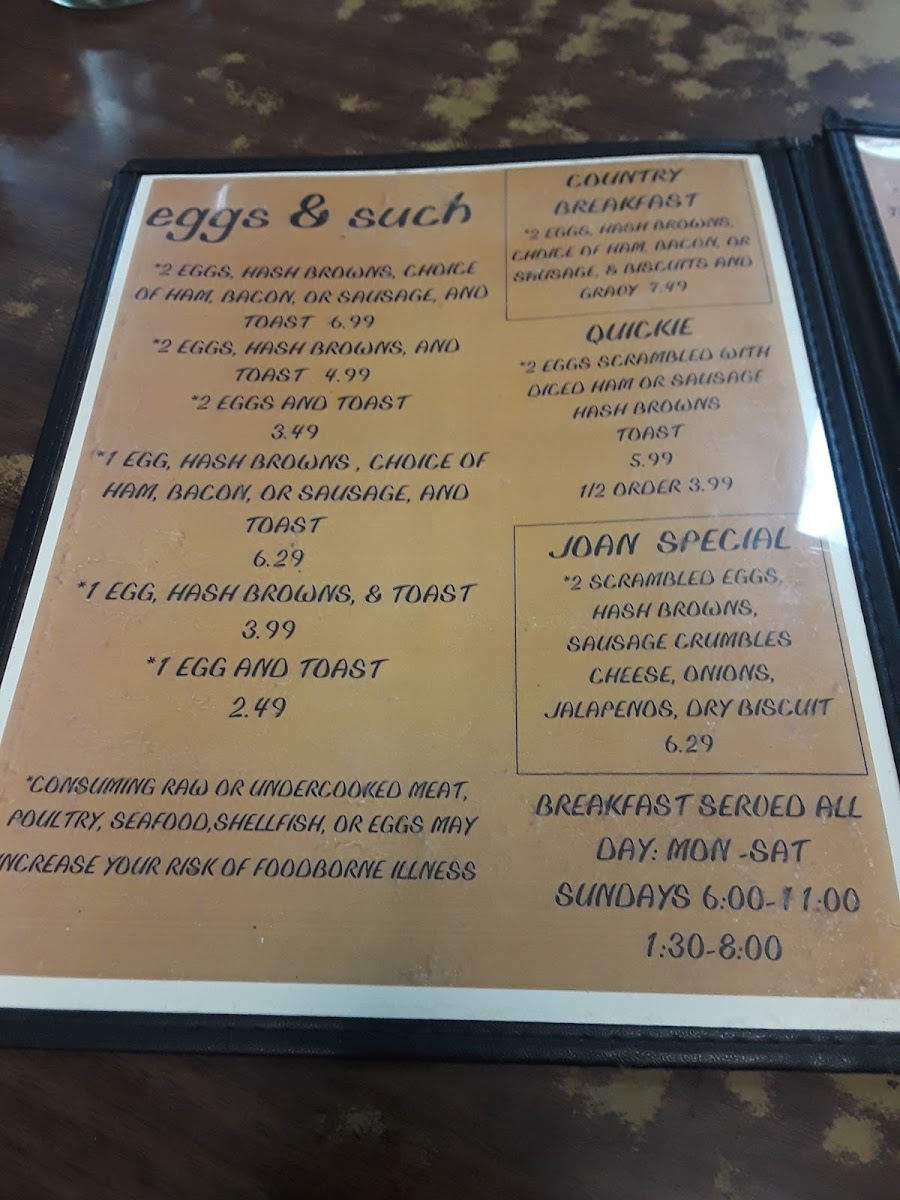 eggs & such
*2 EGGS, HASH BROWNS, CHOICE
OF HAM, BACON, OR SAUSAGE, AND
TOAST 6.99
*2 EGGS, HASH BROWNS, AND
TOAST 4.99
*2 EGGS AND TOAST
3.49
*1 EGG, HASH BROWNS , CHOICE OF
HAM, BACON, OR SAUSAGE, AND
TOAST
6.29
*1 EGG, HASH BROWNS, & TOAST
3.99
*1 EGG AND TOAST
2.49
*CONSUMING RAW OR UNDERCOOKED MEAT,
POULTRY, SEAFOOD,SHELLFISH, OR EGGS MAY
INCREASE YOUR RISK OF FOODBORNE ILLNESS
COUNTRY
BREAKFAST
*2 EGGS, HASH BROWNS,
CHOICE OF HAM, BACON, OR
SAUSAGE, & BISCUITS AND
GRAVY 7.49
QUICKIE
*2 EGGS SCRAMBLED WITH
DICED HAM OR SAUSAGE
HASH BROWNS
TOAST
5.99
1/2 ORDER 3.99
JOAN SPECIAL
*2 SCRAMBLED EGGS,
HASH BROWNS,
SAUSAGE CRUMBLES
CHEESE, ONIONS,
JALAPENOS, DRY BISCUIT
6.29
BREAKFAST SERVED ALL
DAY: MON -SAT
SUNDAYS 6:00-11:00
1:30-8:00